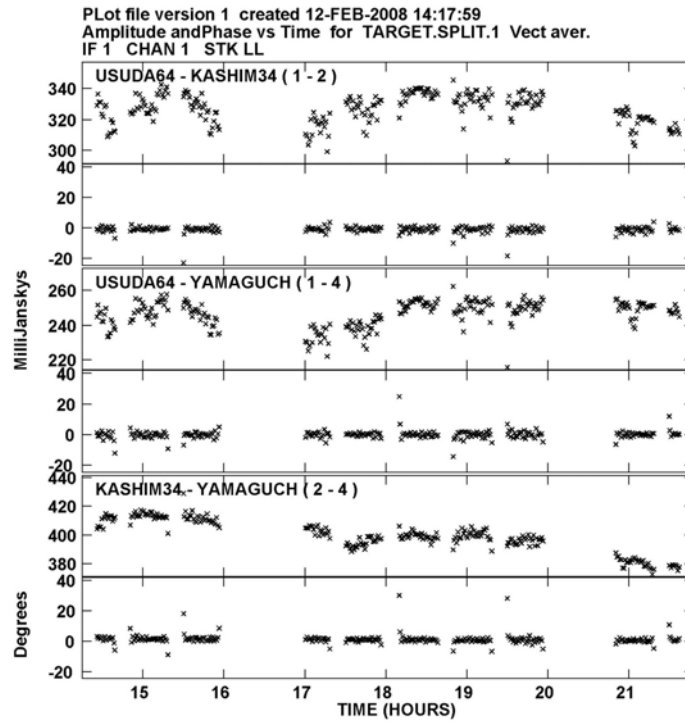 PLot file version 1 created 12-FEB-2008 14:17:59
Amplitude andPhase vs Time for TARGET.SPLIT.1 Vect aver.
IF 1 CHAN 1 STK LL
USUDA64 - KASHIM34 ( 1 - 2 )
340
320
300
40
20
0
-20
USUDA64 - YAMAGUCH ( 1 - 4 )
260
240
220
40
20
0
-20
KASHIM34 - YAMAGUCH ( 2 - 4 )
440
420
400
380
40
20
0
-20
MilliJanskys
Degrees
15 16 17 18 19 20 21
TIME (HOURS)